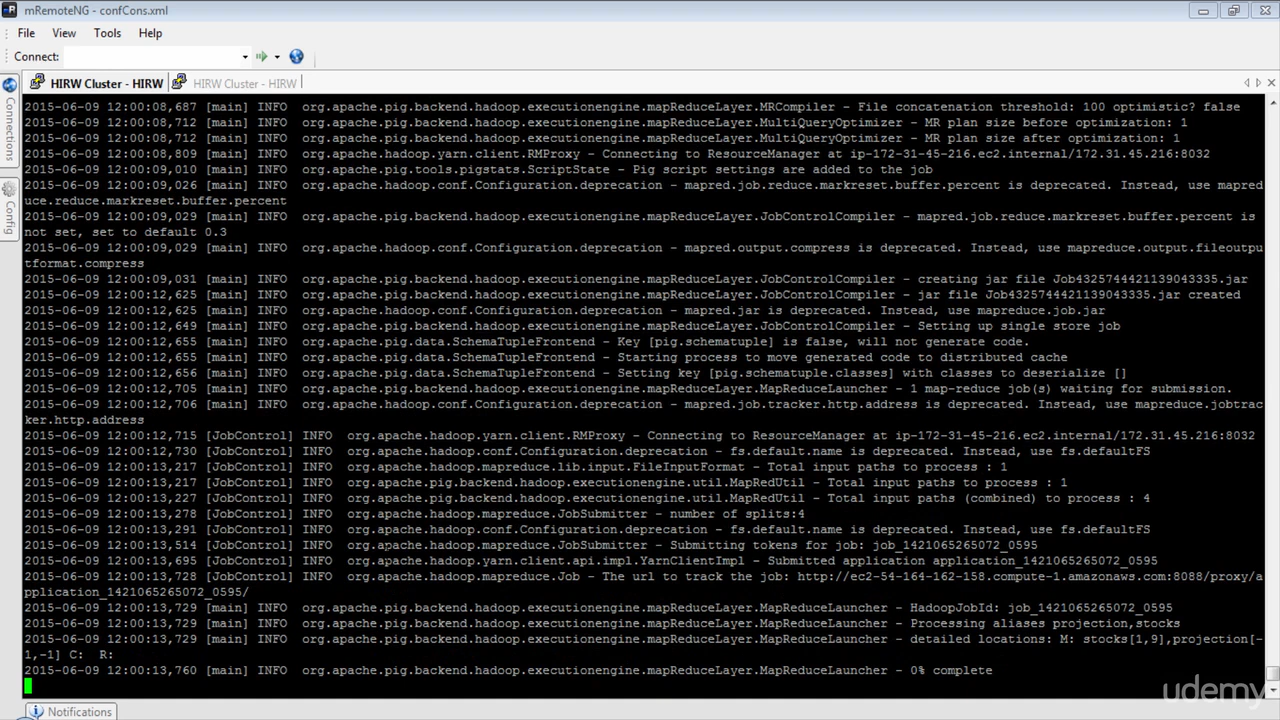 mRemoteNG - confCons.xml
File View Tools Help
Connect:
HIRW Cluster - HIRW HIRW Cluster - HIRW
Connections
Config
2015-06-09 12:00:08,687 [main] INFO org.apache.pig.backend.hadoop.executionengine.mapReduceLayer.MRCompiler - File concatenation threshold: 100 optimistic? false
2015-06-09 12:00:08,712 [main] INFO org.apache.pig.backend.hadoop.executionengine.mapReduceLayer.MultiQueryOptimizer - MR plan size before optimization: 1
2015-06-09 12:00:08,712 [main] INFO org.apache.pig.backend.hadoop.executionengine.mapReduceLayer.MultiQueryOptimizer - MR plan size after optimization: 1
2015-06-09 12:00:08,809 [main] INFO org.apache.hadoop.yarn.client.RMProxy - Connecting to ResourceManager at ip-172-31-45-216.ec2.internal/172.31.45.216:8032
2015-06-09 12:00:09,010 [main] INFO org.apache.pig.tools.pigstats.ScriptState - Pig script settings are added to the job
2015-06-09 12:00:09,026 [main] INFO org.apache.hadoop.conf.Configuration.deprecation - mapred.job.reduce.markreset.buffer.percent is deprecated. Instead, use mapred
uce.reduce.markreset.buffer.percent
2015-06-09 12:00:09,029 [main] INFO org.apache.pig.backend.hadoop.executionengine.mapReduceLayer.JobControlCompiler - mapred.job.reduce.markreset.buffer.percent is
not set, set to default 0.3
2015-06-09 12:00:09,029 [main] INFO org.apache.hadoop.conf.Configuration.deprecation - mapred.output.compress is deprecated. Instead, use mapreduce.output.fileoutpu
tformat.compress
2015-06-09 12:00:09,031 [main] INFO org.apache.pig.backend.hadoop.executionengine.mapReduceLayer.JobControlCompiler - creating jar file Job4325744421139043335.jar
2015-06-09 12:00:12,625 [main] INFO org.apache.pig.backend.hadoop.executionengine.mapReduceLayer.JobControlCompiler - jar file Job4325744421139043335.jar created
2015-06-09 12:00:12,625 [main] INFO org.apache.hadoop.conf.Configuration.deprecation - mapred.jar is deprecated. Instead, use mapreduce.job.jar
2015-06-09 12:00:12,649 [main] INFO org.apache.pig.backend.hadoop.executionengine.mapReduceLayer.JobControlCompiler - Setting up single store job
2015-06-09 12:00:12,655 [main] INFO org.apache.pig.data.SchemaTupleFrontend - Key [pig.schematuple] is false, will not generate code.
2015-06-09 12:00:12,655 [main] INFO org.apache.pig.data.SchemaTupleFrontend - Starting process to move generated code to distributed cache
2015-06-09 12:00:12,656 [main] INFO org.apache.pig.data.SchemaTupleFrontend - Setting key [pig.schematuple.classes] with classes to deserialize []
2015-06-09 12:00:12,705 [main] INFO org.apache.pig.backend.hadoop.executionengine.mapReduceLayer.MapReduceLauncher - 1 map-reduce job(s) waiting for submission.
2015-06-09 12:00:12,706 [main] INFO org.apache.hadoop.conf.Configuration.deprecation - mapred.job.tracker.http.address is deprecated. Instead, use mapreduce.jobtrac
ker.http.address
2015-06-09 12:00:12,715 [JobControl] INFO org.apache.hadoop.yarn.client.RMProxy - Connecting to ResourceManager at ip-172-31-45-216.ec2.internal/172.31.45.216:8032
2015-06-09 12:00:12,730 [JobControl] INFO org.apache.hadoop.conf.Configuration.deprecation - fs.default.name is deprecated. Instead, use fs.defaultFS
2015-06-09 12:00:13,217 [JobControl] INFO org.apache.hadoop.mapreduce.lib.input.FileInputFormat - Total input paths to process : 1
2015-06-09 12:00:13,217 [JobControl] INFO org.apache.pig.backend.hadoop.executionengine.util.MapRedUtil - Total input paths to process : 1
2015-06-09 12:00:13,227 [JobControl] INFO org.apache.pig.backend.hadoop.executionengine.util.MapRedUtil - Total input paths (combined) to process : 4
2015-06-09 12:00:13,278 [JobControl] INFO org.apache.hadoop.mapreduce.JobSubmitter - number of splits:4
2015-06-09 12:00:13,291 [JobControl] INFO org.apache.hadoop.conf.Configuration.deprecation - fs.default.name is deprecated. Instead, use fs.defaultFS
2015-06-09 12:00:13,514 [JobControl] INFO org.apache.hadoop.mapreduce.JobSubmitter - Submitting tokens for job: job_1421065265072_0595
2015-06-09 12:00:13,695 [JobControl] INFO org.apache.hadoop.yarn.client.api.impl.YarnClientImpl - Submitted application application_1421065265072_0595
2015-06-09 12:00:13,728 [JobControl] INFO org.apache.hadoop.mapreduce.Job - The url to track the job: http://ec2-54-164-162-158.compute-1.amazonaws.com:8088/proxy/a
pplication_1421065265072_0595/
2015-06-09 12:00:13,729 [main] INFO org.apache.pig.backend.hadoop.executionengine.mapReduceLayer.MapReduceLauncher - HadoopJobId: job_1421065265072_0595
2015-06-09 12:00:13,729 [main] INFO org.apache.pig.backend.hadoop.executionengine.mapReduceLayer.MapReduceLauncher - Processing aliases projection,stocks
2015-06-09 12:00:13,729 [main] INFO org.apache.pig.backend.hadoop.executionengine.mapReduceLayer.MapReduceLauncher - detailed locations: M: stocks[1,9],projection[-
1,-1] C: R:
2015-06-09 12:00:13,760 [main] INFO org.apache.pig.backend.hadoop.executionengine.mapReduceLayer.MapReduceLauncher - 0% complete
udemy
Notifications